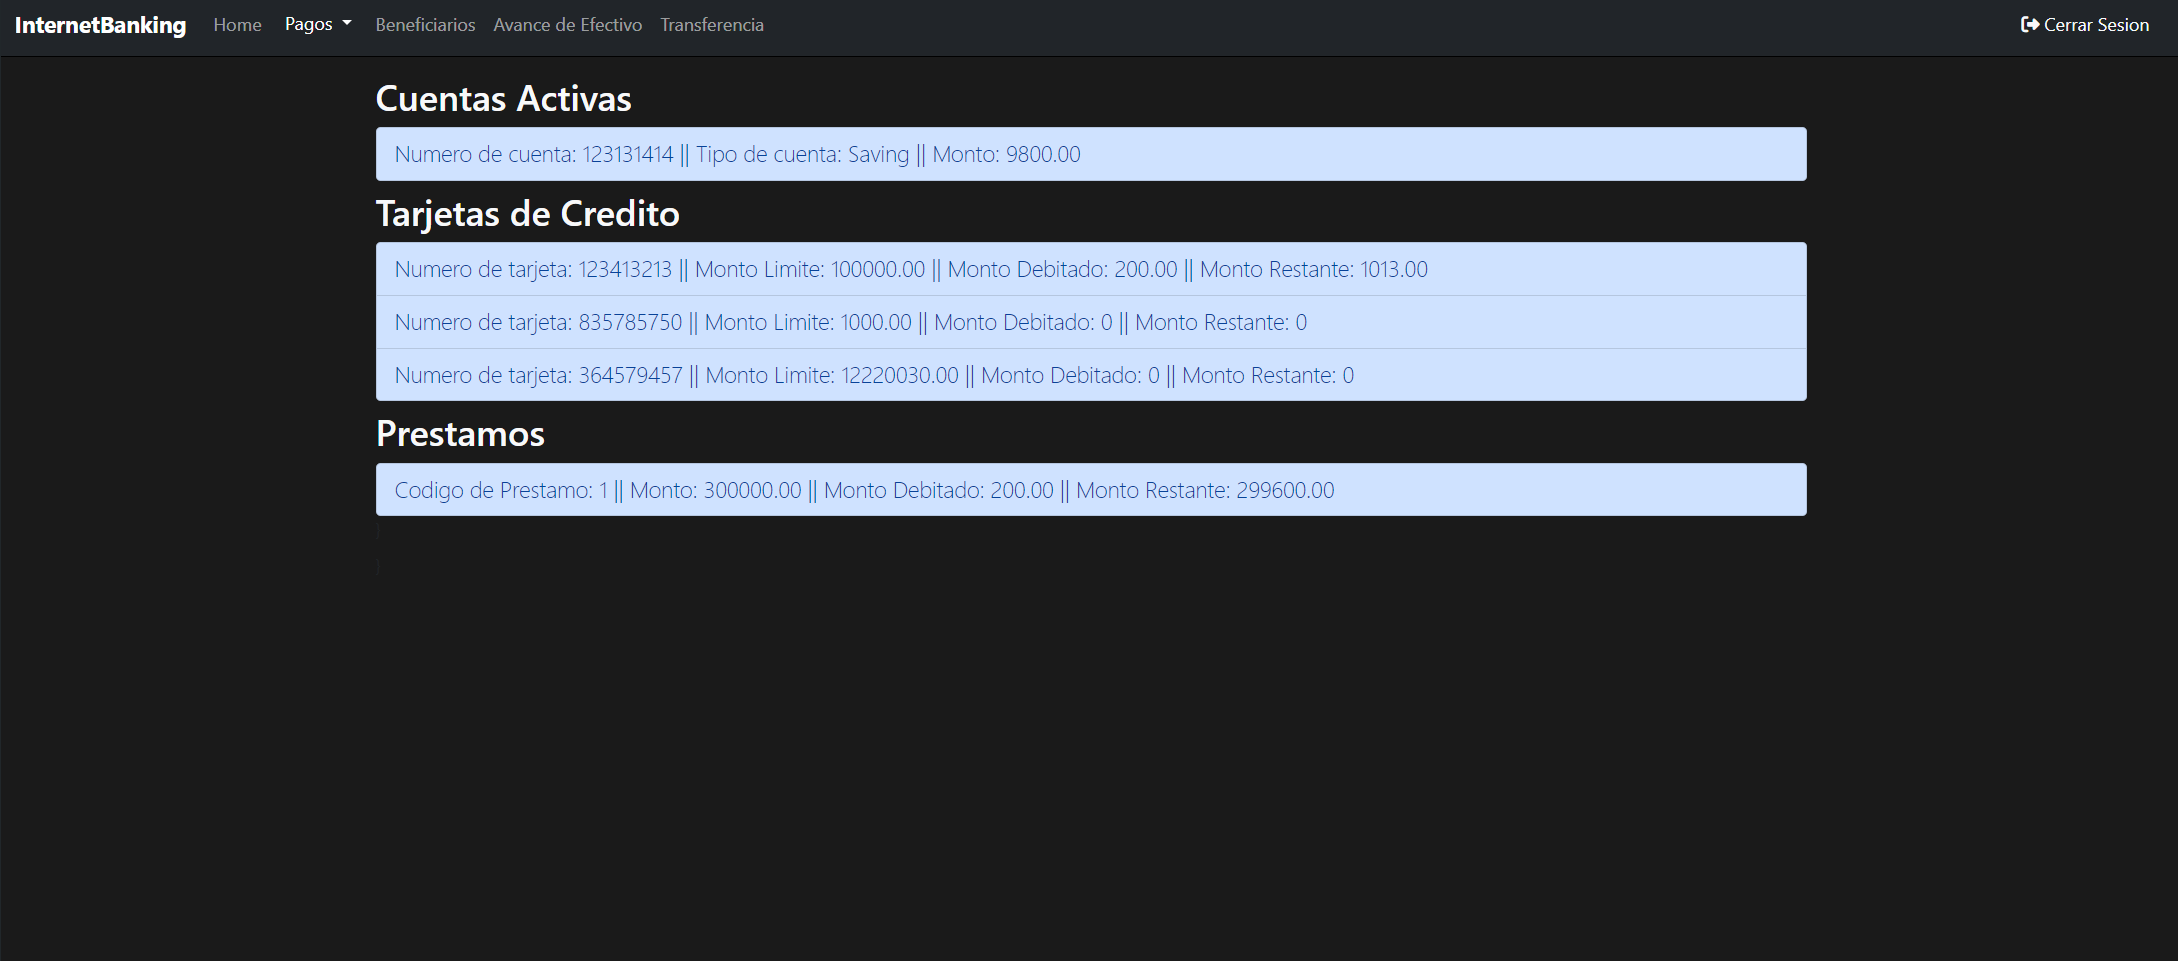 InternetBanking Home Pagos Beneficiarios Avance de Efectivo Transferencia Cerrar Sesion
Cuentas Activas
Numero de cuenta: 123131414 || Tipo de cuenta: Saving || Monto: 9800.00
Tarjetas de Credito
Numero de tarjeta: 123413213 || Monto Limite: 100000.00 || Monto Debitado: 200.00 || Monto Restante: 1013.00
Numero de tarjeta: 835785750 || Monto Limite: 1000.00 || Monto Debitado: 0 || Monto Restante: 0
Numero de tarjeta: 364579457 || Monto Limite: 12220030.00 || Monto Debitado: 0 || Monto Restante: 0
Prestamos
Codigo de Prestamo: 1 || Monto: 300000.00 || Monto Debitado: 200.00 || Monto Restante: 299600.00